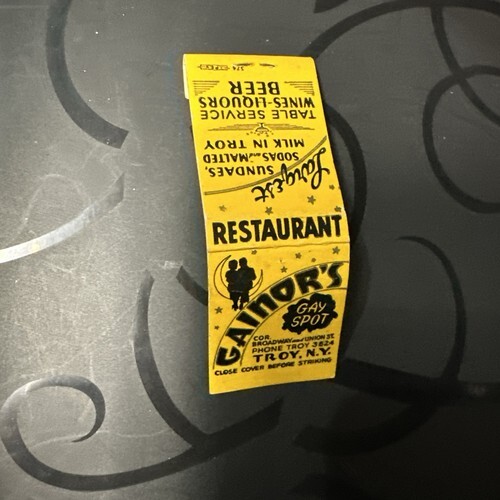 RESTAURANT
GAINOR'S
GAY
SPOT
COR.
BROADWAY and UNION ST.
PHONE TROY 3824
TROY, N.Y.
CLOSE COVER BEFORE STRIKING
Largest
SUNDAES,
SODAS and MALTED
MILK IN TROY
TABLE SERVICE
WINES-LIQUORS
BEER